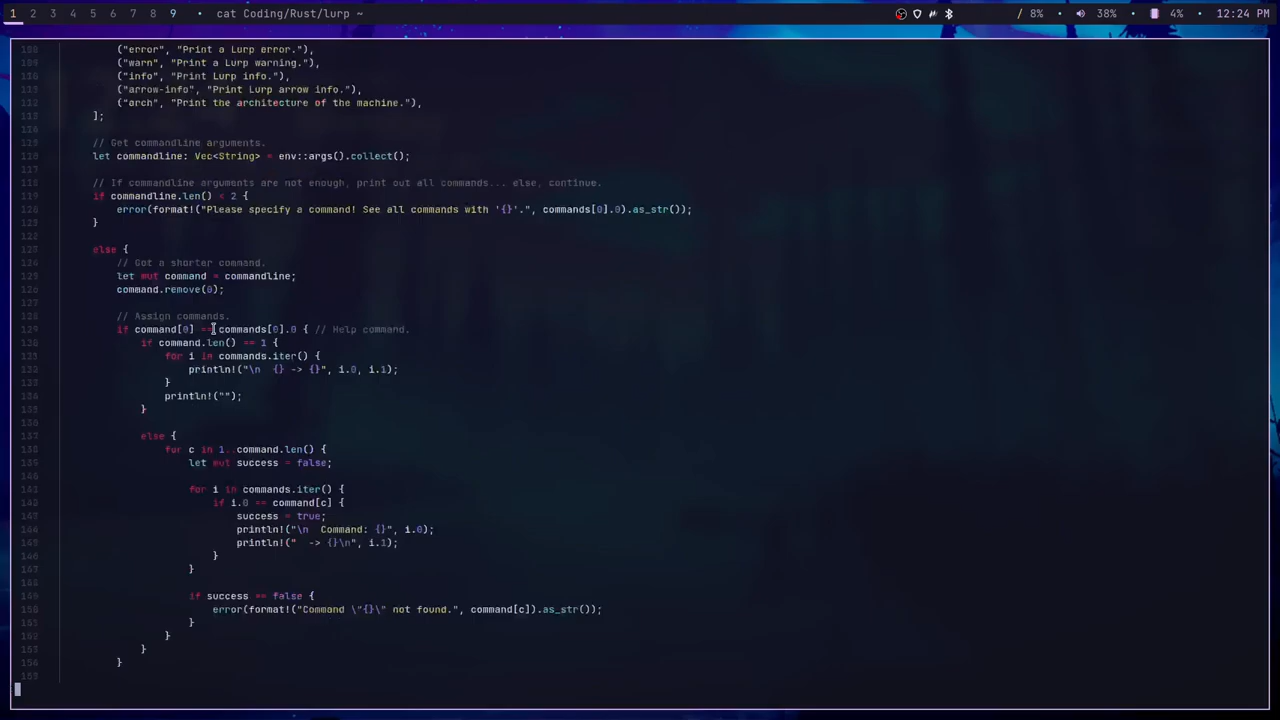 1 2 3 4 5 6 7 8 9 • cat Coding/Rust/lurp ~ / 8% • 38% • 4% • 12:24 PM
("error", "Print a Lurp error."),
("warn", "Print a Lurp warning."),
("info", "Print Lurp info."),
("arrow-info", "Print Lurp arrow info."),
112 ("arch", "Print the architecture of the machine."),
];
// Get commandline arguments.
let commandline: Vec<String> = env::args().collect();
// If commandline arguments are not enough, print out all commands... else, continue.
119 if commandline.len() < 2 {
120 error(format!("Please specify a command! See all commands with '{}'.", commands[0].0).as_str());
}
else {
// Got a shorter command.
let mut command = commandline;
126 command.remove(0);
// Assign commands.
129 if command[0] == commands[0].0 { // Help command.
if command.len() == 1 {
for i in commands.iter() {
println!("\n  {} -> {}", i.0, i.1);
}
println!("");
}
else {
for c in 1..command.len() {
let mut success = false;
for i in commands.iter() {
if i.0 == command[c] {
success = true;
println!("\n  Command: {}", i.0);
println!("  -> {}\n", i.1);
}
}
if success == false {
error(format!("Command \"{}\" not found.", command[c]).as_str());
}
}
}
}